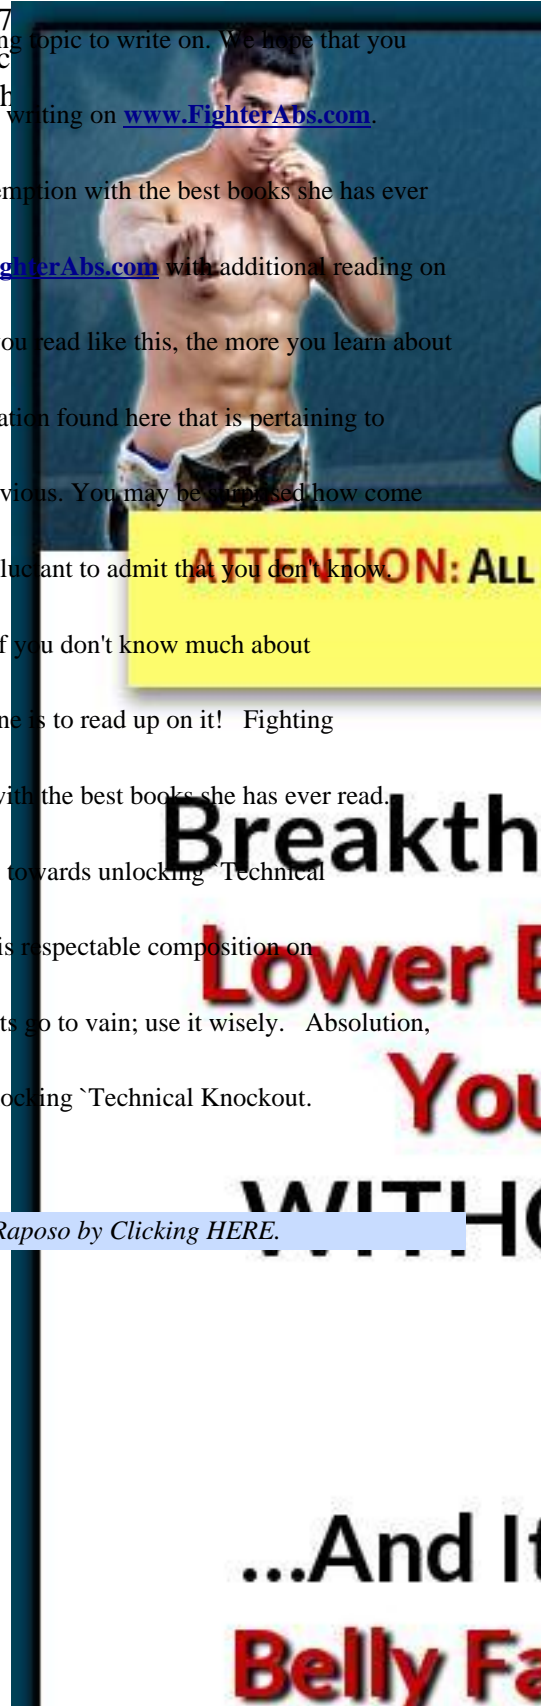 7
ng topic to write on. We hope that you
c
h
writing on www.FighterAbs.com.
emption with the best books she has ever
ghterAbs.com with additional reading on
ou read like this, the more you learn about
ation found here that is pertaining to
vious. You may be surprised how come
ATTENTION: ALL
luctant to admit that you don't know.
f you don't know much about
ne is to read up on it!   Fighting
with the best books she has ever read.
Breakth
towards unlocking `Technical
is respectable composition on
Lower B
ts go to vain; use it wisely.   Absolution,
You
ocking `Technical Knockout.
WITHO
Raposo by Clicking HERE.
...And It
Belly Fa